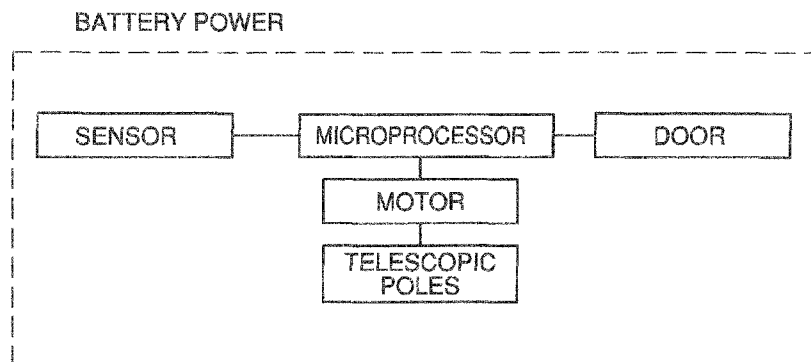 BATTERY POWER
SENSOR
MICROPROCESSOR
DOOR
MOTOR
TELESCOPIC
POLES